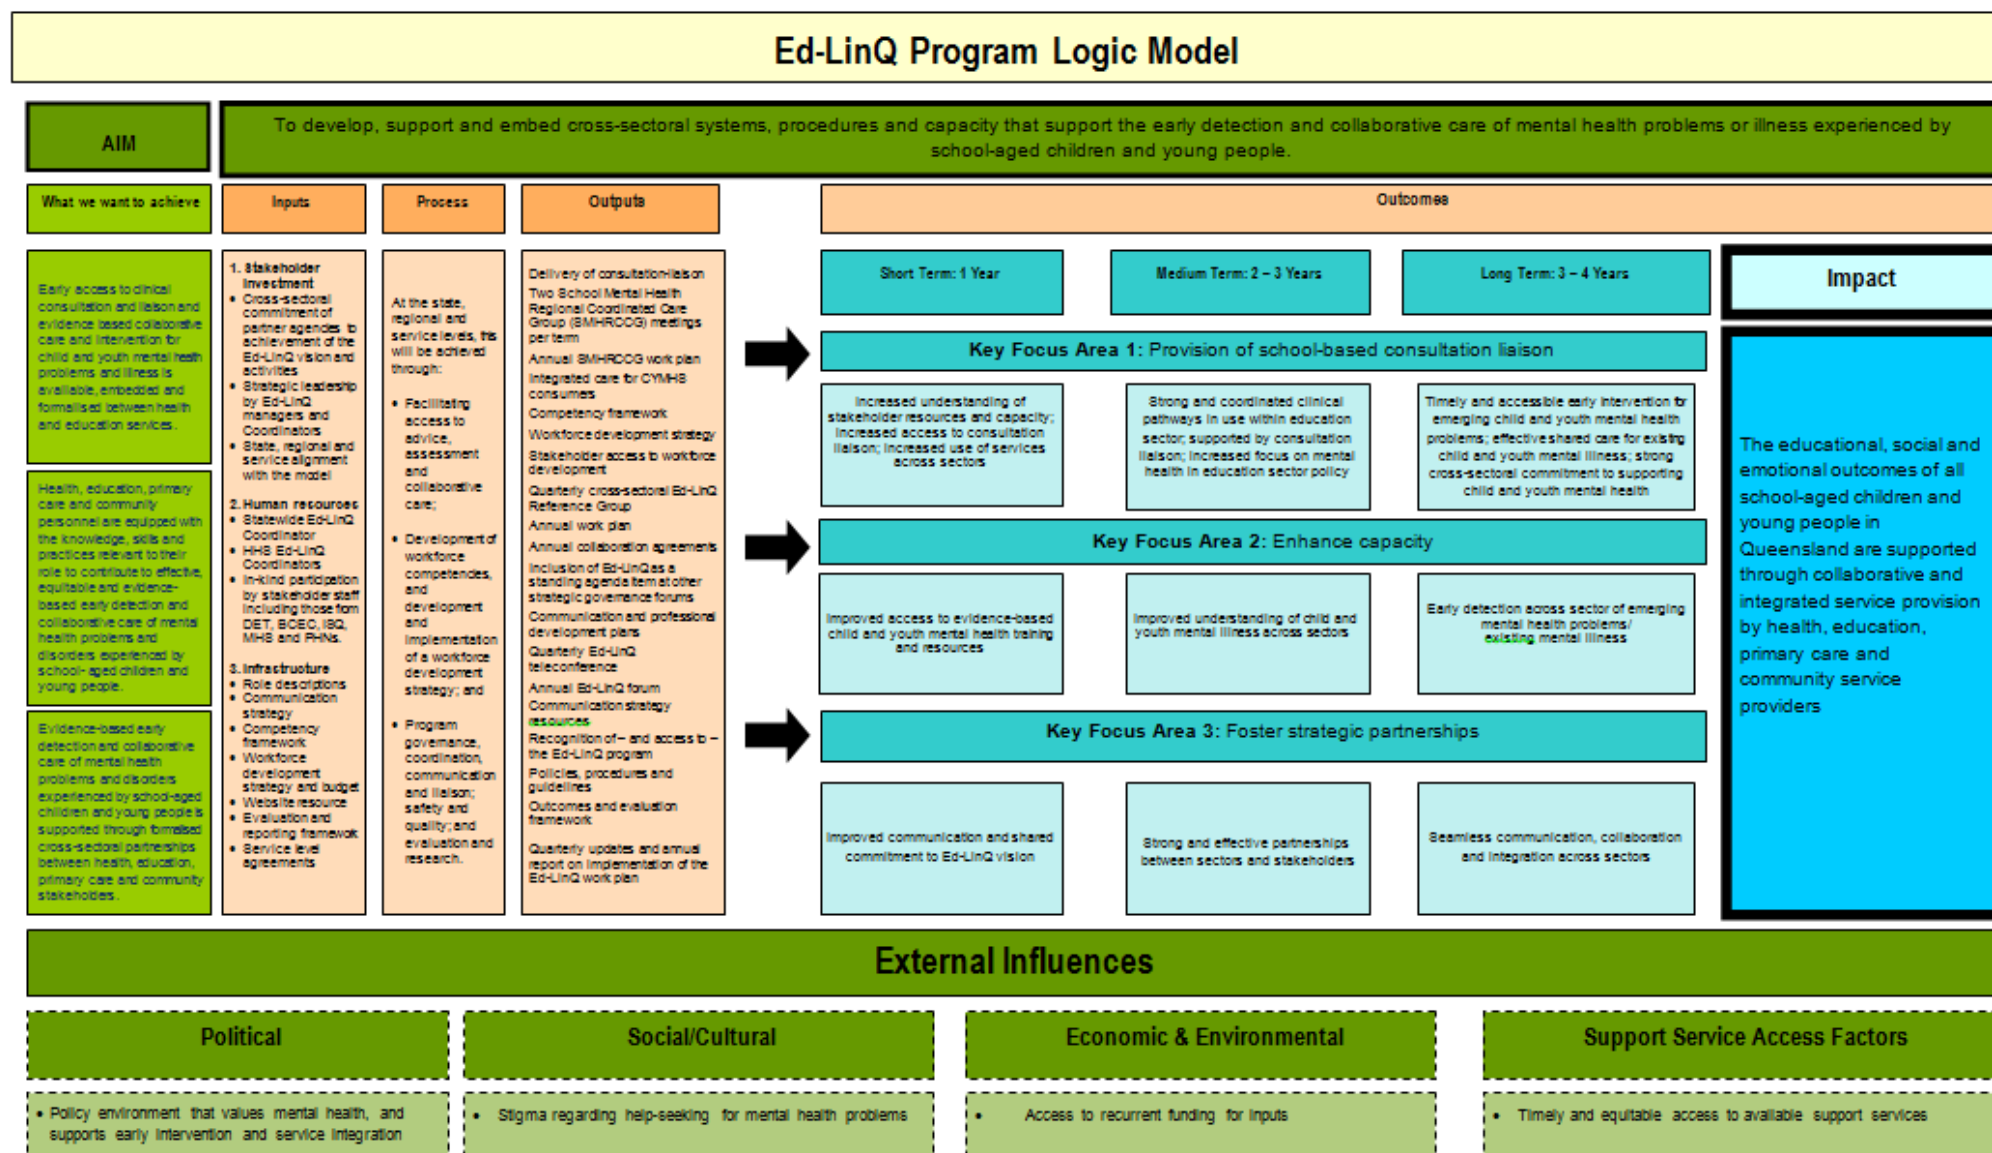 Ed-LinQ Program Logic Model
AIM
To develop, support and embed cross-sectoral systems, procedures and capacity that support the early detection and collaborative care of mental health problems or illness experienced by
school-aged children and young people.
What we want to achieve
Inputs
Process
Outputs
Outcomes
Early access to clinical
consultation and liaison and
evidence based collaborative
care and intervention for
child and youth mental health
problems and illness is
available, embedded and
formalised between health
and education services.
Health, education, primary
care and community
personnel are equipped with
the knowledge, skills and
practices relevant to their
role to contribute to effective,
equitable and evidence-
based early detection and
collaborative care of mental
health problems and
disorders experienced by
school- aged children and
young people.
Evidence-based early
detection and collaborative
care of mental health
problems and disorders
experienced by school-aged
children and young people is
supported through formalised
cross-sectoral partnerships
between health, education,
primary care and community
stakeholders.
1. Stakeholder
Investment
• Cross-sectoral
commitment of
partner agencies to
achievement of the
Ed-LinQ vision and
activities
• Strategic leadership
by Ed-LinQ
managers and
Coordinators
• State, regional and
service alignment
with the model
2. Human resources
• Statewide Ed-LinQ
Coordinator
• HHS Ed-LinQ
Coordinators
• In-kind participation
by stakeholder staff
including those from
DET, BCEC, ISQ,
MHS and PHNs.
3. Infrastructure
• Role descriptions
• Communication
strategy
• Competency
framework
• Workforce
development
strategy and budget
• Website resource
• Evaluation and
reporting framework
• Service level
agreements
At the state,
regional and
service levels, this
will be achieved
through:
• Facilitating
access to
advice,
assessment
and
collaborative
care;
• Development of
workforce
competencies,
and
development
and
implementation
of a workforce
development
strategy; and
• Program
governance,
coordination,
communication
and liaison;
safety and
quality; and
evaluation and
research.
Delivery of consultation-liaison
Two School Mental Health
Regional Coordinated Care
Group (SMHRCCG) meetings
per term
Annual SMHRCCG work plan
Integrated care for CYMHS
consumers
Competency framework
Workforce development strategy
Stakeholder access to workforce
development
Quarterly cross-sectoral Ed-LinQ
Reference Group
Annual work plan
Annual collaboration agreements
Inclusion of Ed-LinQ as a
standing agenda item at other
strategic governance forums
Communication and professional
development plans
Quarterly Ed-LinQ
teleconference
Annual Ed-LinQ forum
Communication strategy
resources
Recognition of – and access to –
the Ed-LinQ program
Policies, procedures and
guidelines
Outcomes and evaluation
framework
Quarterly updates and annual
report on implementation of the
Ed-LinQ work plan
Short Term: 1 Year
Medium Term: 2 – 3 Years
Long Term: 3 – 4 Years
Key Focus Area 1: Provision of school-based consultation liaison
Increased understanding of
stakeholder resources and capacity;
increased access to consultation
liaison; increased use of services
across sectors
Strong and coordinated clinical
pathways in use within education
sector; supported by consultation
liaison; increased focus on mental
health in education sector policy
Timely and accessible early intervention for
emerging child and youth mental health
problems; effective shared care for existing
child and youth mental illness; strong
cross-sectoral commitment to supporting
child and youth mental health
Key Focus Area 2: Enhance capacity
Improved access to evidence-based
child and youth mental health training
and resources
Improved understanding of child and
youth mental illness across sectors
Early detection across sector of emerging
mental health problems/
existing mental illness
Key Focus Area 3: Foster strategic partnerships
Improved communication and shared
commitment to Ed-LinQ vision
Strong and effective partnerships
between sectors and stakeholders
Seamless communication, collaboration
and integration across sectors
Impact
The educational, social and
emotional outcomes of all
school-aged children and
young people in
Queensland are supported
through collaborative and
integrated service provision
by health, education,
primary care and
community service
providers
External Influences
Political
Social/Cultural
Economic & Environmental
Support Service Access Factors
• Policy environment that values mental health, and
supports early intervention and service integration
• Stigma regarding help-seeking for mental health problems
• Access to recurrent funding for inputs
• Timely and equitable access to available support services